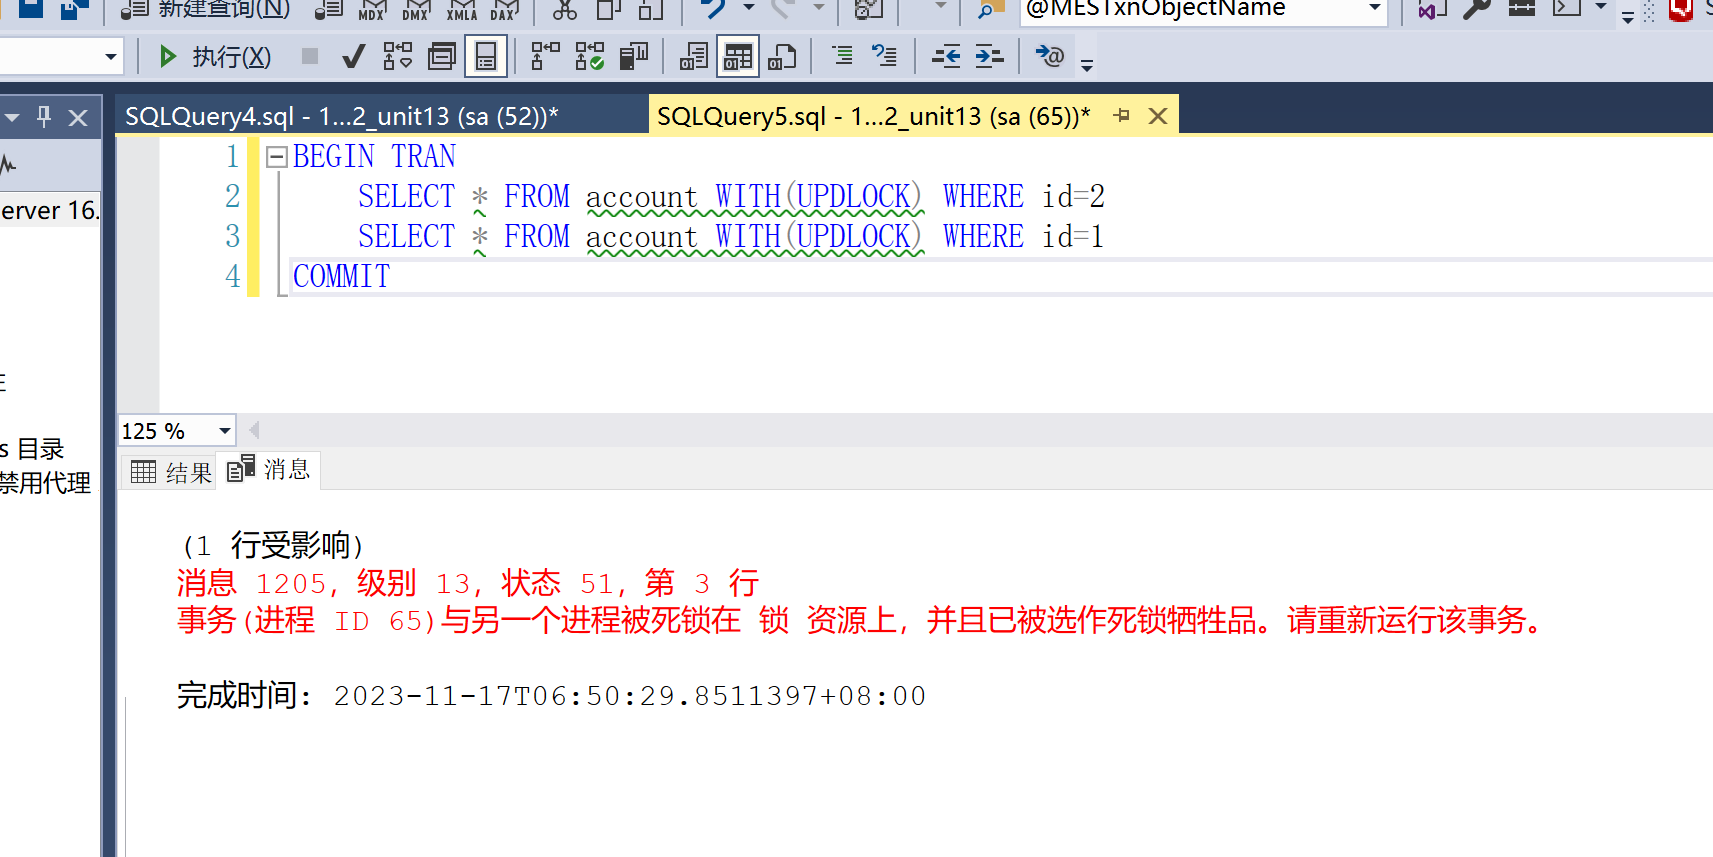 新建查询(N)
MDX DMX XMLA DAX
@MESTxnObjectName
执行(X)
SQLQuery4.sql - 1...2_unit13 (sa (52))*
SQLQuery5.sql - 1...2_unit13 (sa (65))*
erver 16.
1 BEGIN TRAN
2 SELECT * FROM account WITH(UPDLOCK) WHERE id=2
3 SELECT * FROM account WITH(UPDLOCK) WHERE id=1
4 COMMIT
s 目录
禁用代理
125 %
结果
消息
(1 行受影响)
消息 1205，级别 13，状态 51，第 3 行
事务(进程 ID 65)与另一个进程被死锁在 锁 资源上，并且已被选作死锁牺牲品。请重新运行该事务。
完成时间: 2023-11-17T06:50:29.8511397+08:00